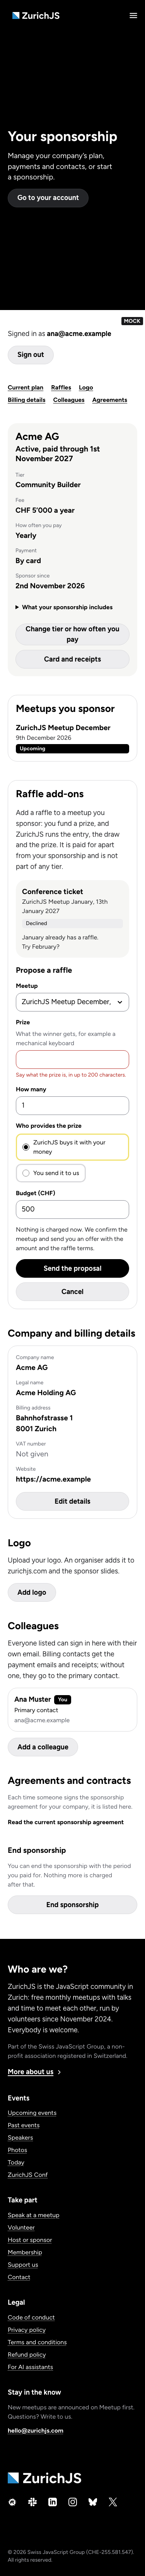 ZurichJS
Your sponsorship
Manage your company's plan,
payments and contacts, or start
a sponsorship.
Go to your account
MOCK
Signed in as ana@acme.example
Sign out
Current plan Raffles Logo
Billing details Colleagues Agreements
Acme AG
Active, paid through 1st
November 2027
Tier
Community Builder
Fee
CHF 5'000 a year
How often you pay
Yearly
Payment
By card
Sponsor since
2nd November 2026
What your sponsorship includes
Change tier or how often you
pay
Card and receipts
Meetups you sponsor
ZurichJS Meetup December
9th December 2026
Upcoming
Raffle add-ons
Add a raffle to a meetup you
sponsor: you fund a prize, and
ZurichJS runs the entry, the draw
and the prize. It is paid for apart
from your sponsorship and is not
part of any tier.
Conference ticket
ZurichJS Meetup January, 13th
January 2027
Declined
January already has a raffle.
Try February?
Propose a raffle
Meetup
ZurichJS Meetup December,
Prize
What the winner gets, for example a
mechanical keyboard
Say what the prize is, in up to 200 characters.
How many
1
Who provides the prize
ZurichJS buys it with your
money
You send it to us
Budget (CHF)
500
Nothing is charged now. We confirm the
meetup and send you an offer with the
amount and the raffle terms.
Send the proposal
Cancel
Company and billing details
Company name
Acme AG
Legal name
Acme Holding AG
Billing address
Bahnhofstrasse 1
8001 Zurich
VAT number
Not given
Website
https://acme.example
Edit details
Logo
Upload your logo. An organiser adds it to
zurichjs.com and the sponsor slides.
Add logo
Colleagues
Everyone listed can sign in with their own
email. Billing contacts get the
payment emails and receipts; without
one, they go to the primary contact.
Ana Muster You
Primary contact
ana@acme.example
Add a colleague
Agreements and contracts
Each time someone signs the sponsorship
agreement for your company, it is listed here.
Read the current sponsorship agreement
End sponsorship
You can end the sponsorship with the period
you paid for. Nothing more is charged
after that.
End sponsorship
Who are we?
ZurichJS is the JavaScript community in
Zurich: free monthly meetups with talks
and time to meet each other, run by
volunteers since November 2024.
Everybody is welcome.
Part of the Swiss JavaScript Group, a non-
profit association registered in Switzerland.
More about us
Events
Upcoming events
Past events
Speakers
Photos
Today
ZurichJS Conf
Take part
Speak at a meetup
Volunteer
Host or sponsor
Membership
Support us
Contact
Legal
Code of conduct
Privacy policy
Terms and conditions
Refund policy
For AI assistants
Stay in the know
New meetups are announced on Meetup first.
Questions? Write to us.
hello@zurichjs.com
ZurichJS
© 2026 Swiss JavaScript Group (CHE-255.581.547).
All rights reserved.